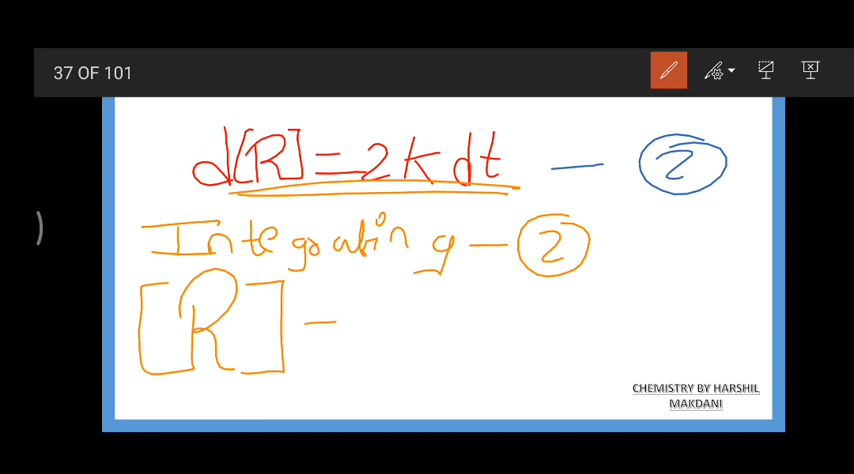 37 OF 101
d[R] = 2 k dt — 2
Integrating — 2
[R] -
CHEMISTRY BY HARSHIL
MAKDANI